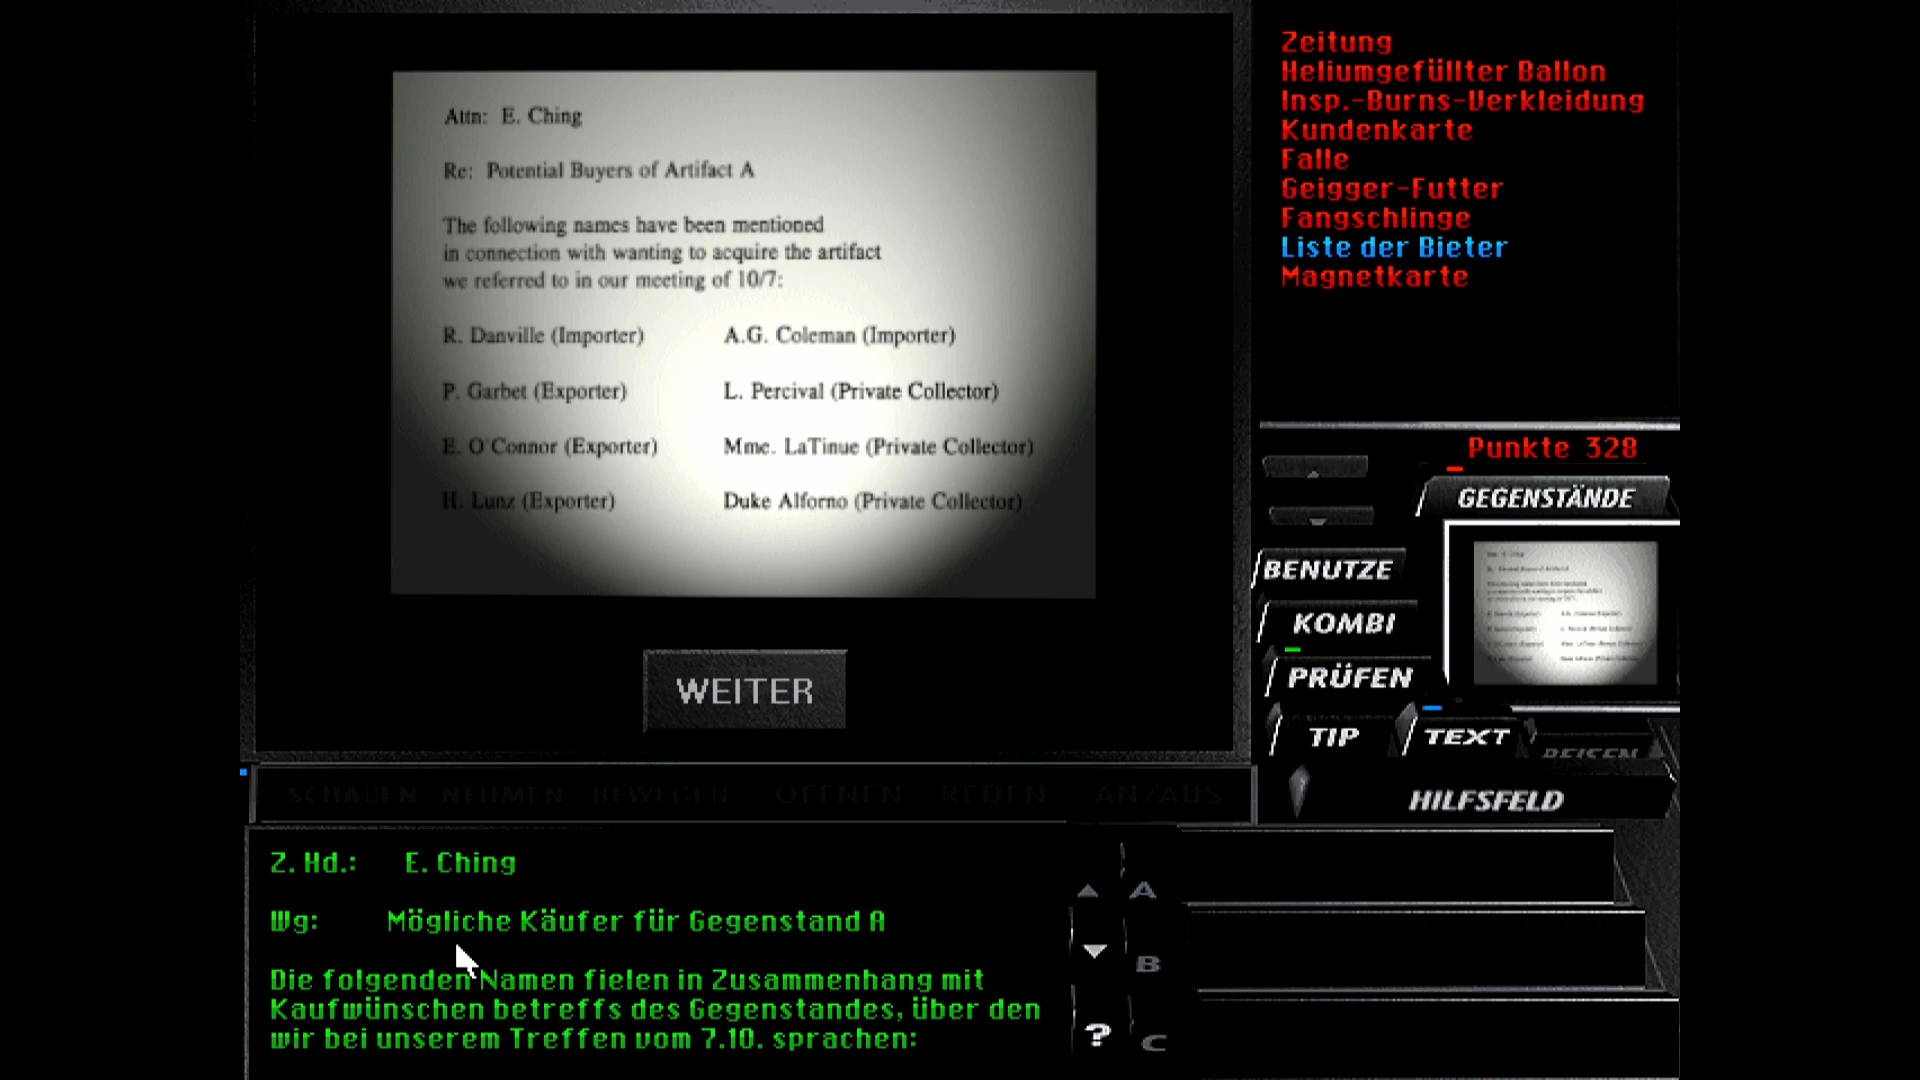 Attn: E. Ching
Re: Potential Buyers of Artifact A
The following names have been mentioned
in connection with wanting to acquire the artifact
we referred to in our meeting of 10/7:
R. Danville (Importer) A.G. Coleman (Importer)
P. Garbet (Exporter) L. Percival (Private Collector)
E. O'Connor (Exporter) Mme. LaTinue (Private Collector)
H. Lunz (Exporter) Duke Alforno (Private Collector)
WEITER
Zeitung
Heliumgefüllter Ballon
Insp.-Burns-Verkleidung
Kundenkarte
Falle
Geigger-Futter
Fangschlinge
Liste der Bieter
Magnetkarte
Punkte 328
GEGENSTÄNDE
BENUTZE
KOMBI
PRÜFEN
TIP TEXT REISEN
HILFSFELD
SCHAUEN NEHMEN BEWEGEN ÖFFNEN REDEN AN/AUS
Z. Hd.: E. Ching
Wg: Mögliche Käufer für Gegenstand A
Die folgenden Namen fielen in Zusammenhang mit
Kaufwünschen betreffs des Gegenstandes, über den
wir bei unserem Treffen vom 7.10. sprachen:
A
B
? C